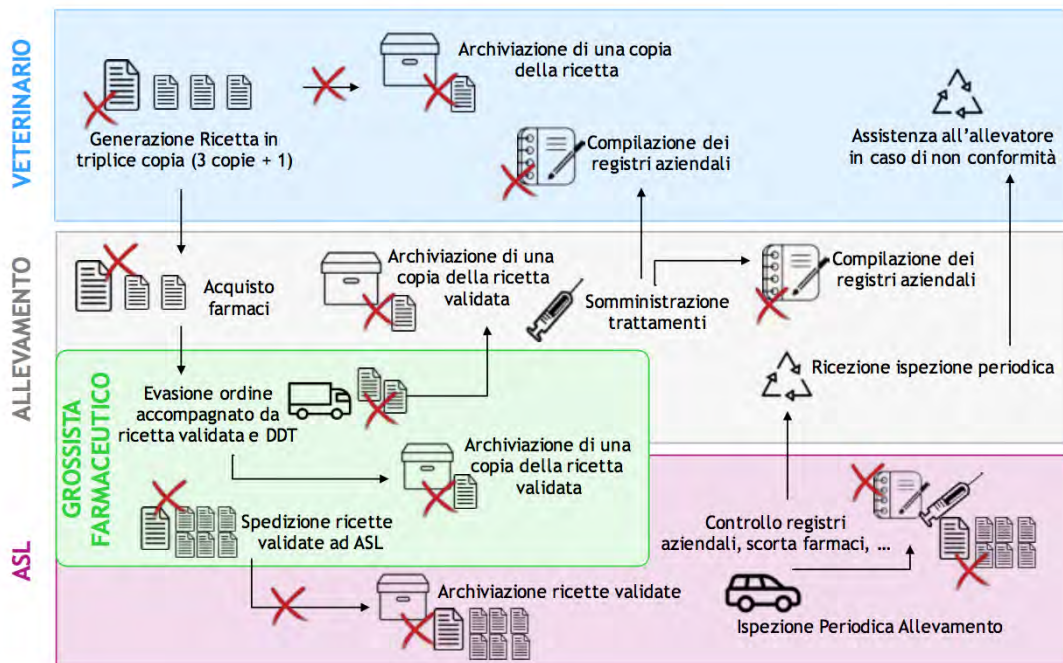 VETERINARIO
Archiviazione di una copia
della ricetta
Generazione Ricetta in
triplice copia (3 copie + 1)
Compilazione dei
registri aziendali
Assistenza all’allevatore
in caso di non conformità
ALLEVAMENTO
Acquisto
farmaci
Archiviazione di una
copia della ricetta
validata
Somministrazione
trattamenti
Compilazione dei
registri aziendali
Ricezione ispezione periodica
GROSSISTA
FARMACEUTICO
Evasione ordine
accompagnato da
ricetta validata e DDT
Archiviazione di una
copia della ricetta
validata
Spedizione ricette
validate ad ASL
ASL
Archiviazione ricette validate
Controllo registri
aziendali, scorta farmaci, ...
Ispezione Periodica Allevamento